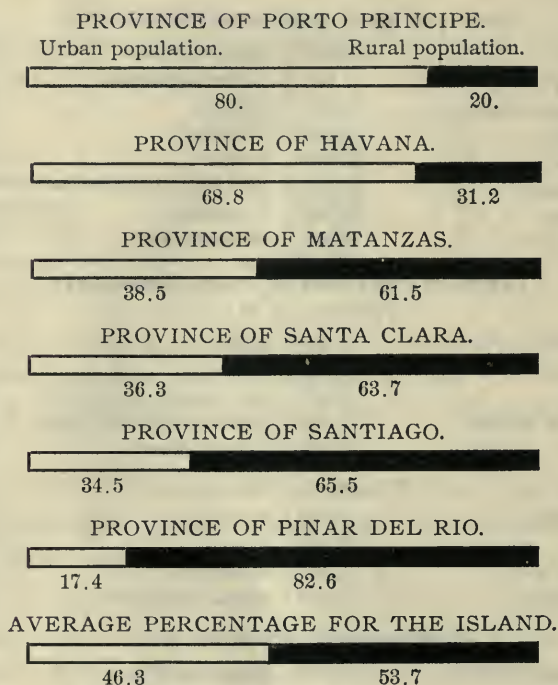 PROVINCE OF PORTO PRINCIPE.
Urban population. Rural population.
80. 20.
PROVINCE OF HAVANA.
68.8 31.2
PROVINCE OF MATANZAS.
38.5 61.5
PROVINCE OF SANTA CLARA.
36.3 63.7
PROVINCE OF SANTIAGO.
34.5 65.5
PROVINCE OF PINAR DEL RIO.
17.4 82.6
AVERAGE PERCENTAGE FOR THE ISLAND.
46.3 53.7